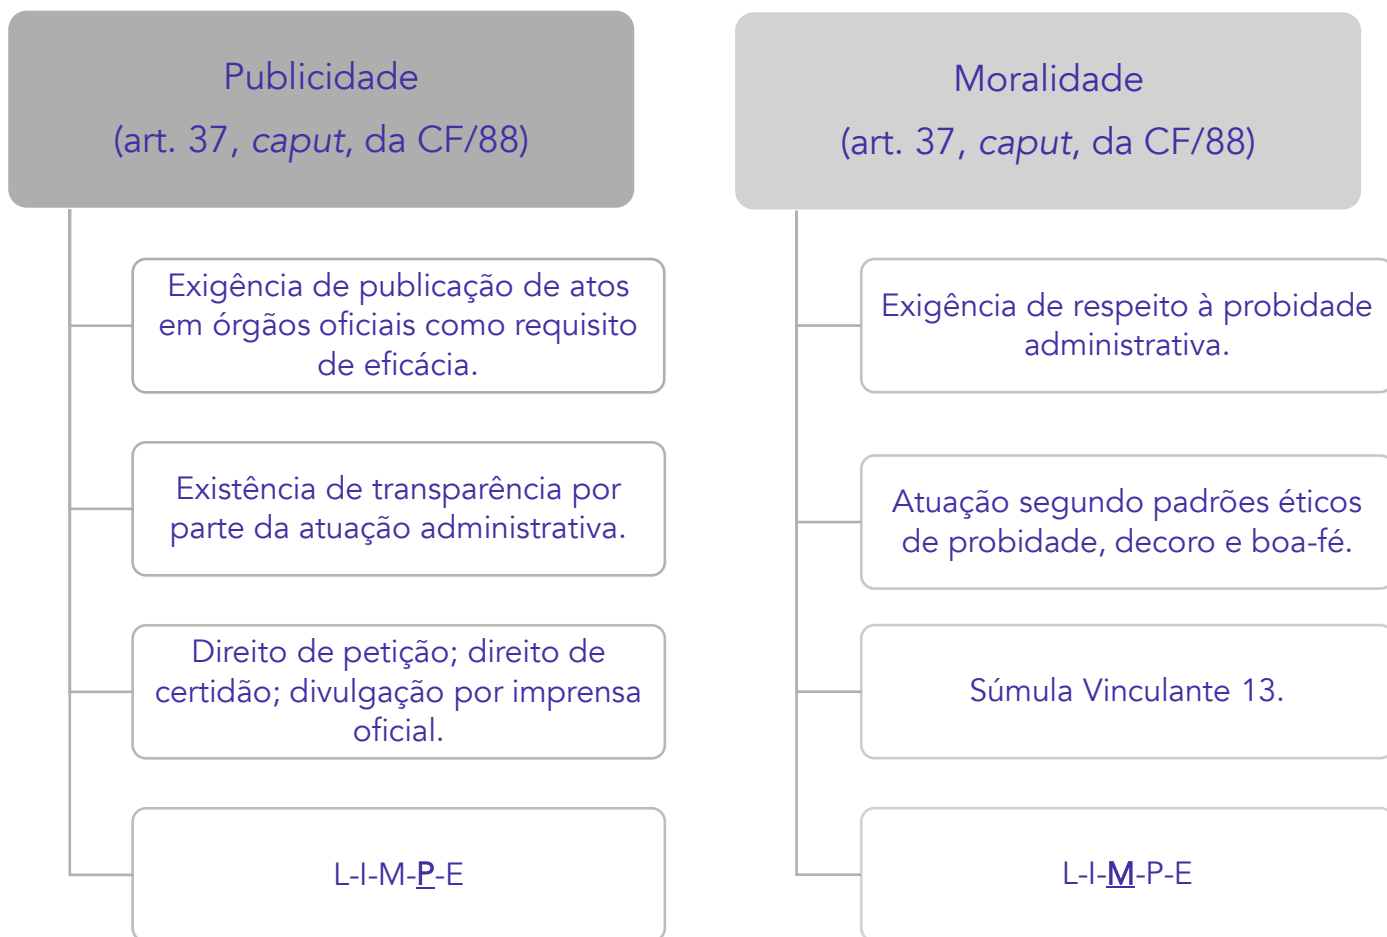 Publicidade
(art. 37, caput, da CF/88)
Exigência de publicação de atos
em órgãos oficiais como requisito
de eficácia.
Existência de transparência por
parte da atuação administrativa.
Direito de petição; direito de
certidão; divulgação por imprensa
oficial.
L-I-M-P-E
Moralidade
(art. 37, caput, da CF/88)
Exigência de respeito à probidade
administrativa.
Atuação segundo padrões éticos
de probidade, decoro e boa-fé.
Súmula Vinculante 13.
L-I-M-P-E